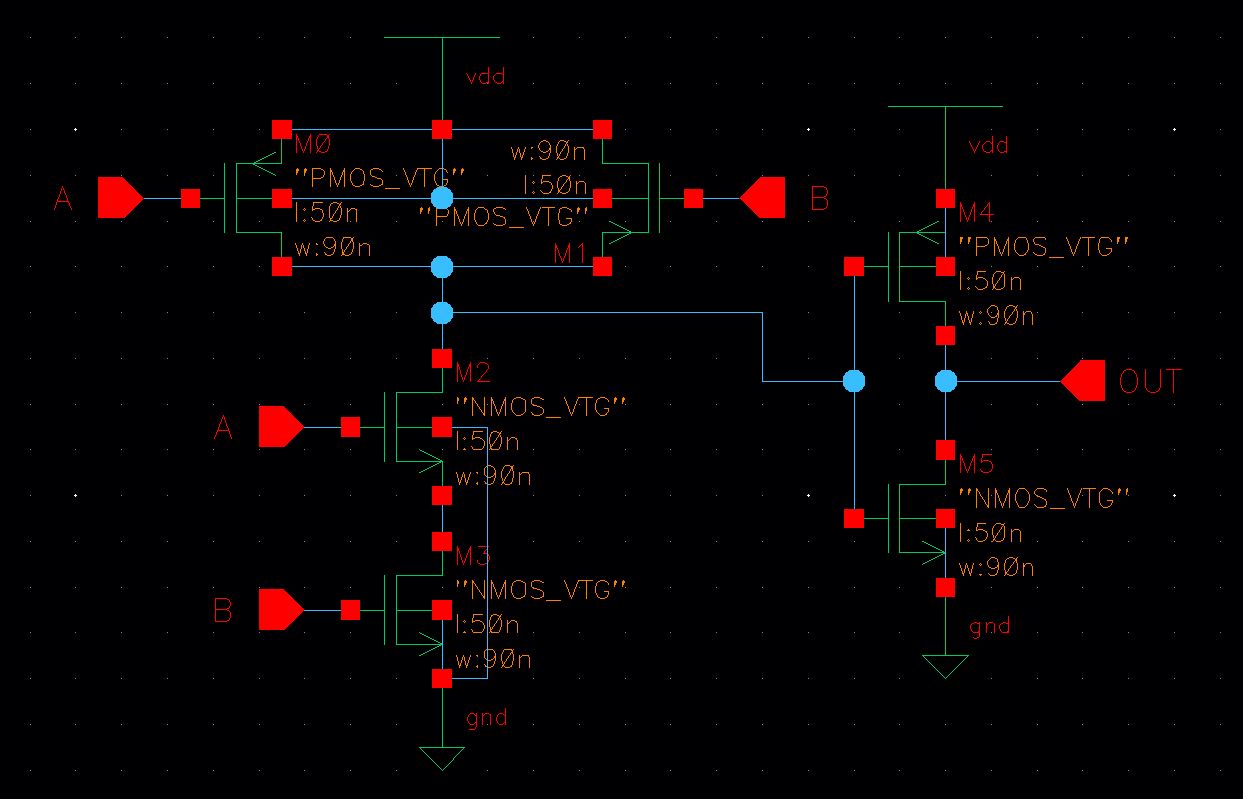 vdd
M0
"PMOS_VTG"
l:50n
w:90n
A
w:90n
l:50n
"PMOS_VTG"
M1
B
vdd
M4
"PMOS_VTG"
l:50n
w:90n
M2
"NMOS_VTG"
l:50n
w:90n
A
OUT
M3
"NMOS_VTG"
l:50n
w:90n
B
M5
"NMOS_VTG"
l:50n
w:90n
gnd
gnd